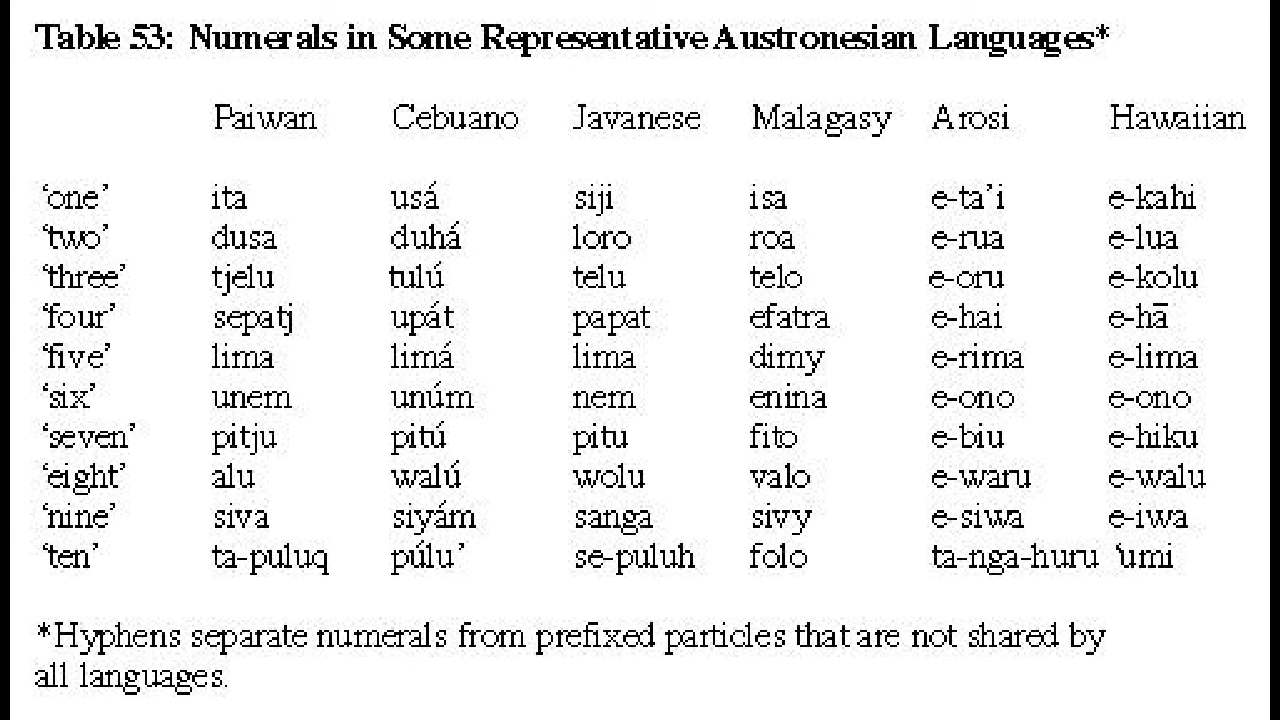 Table 53: Numerals in Some Representative Austronesian Languages*
Paiwan Cebuano Javanese Malagasy Arosi Hawaiian
‘one’ ita usá siji isa e-ta’i e-kahi
‘two’ dusa duhá loro roa e-rua e-lua
‘three’ tjelu tulú telu telo e-oru e-kolu
‘four’ sepatj upát papat efatra e-hai e-hā
‘five’ lima limá lima dimy e-rima e-lima
‘six’ unem unúm nem enina e-ono e-ono
‘seven’ pitju pitú pitu fito e-biu e-hiku
‘eight’ alu walú wolu valo e-waru e-walu
‘nine’ siva siyám sanga sivy e-siwa e-iwa
‘ten’ ta-puluq púlu’ se-puluh folo ta-nga-huru ‘umi
*Hyphens separate numerals from prefixed particles that are not shared by
all languages.